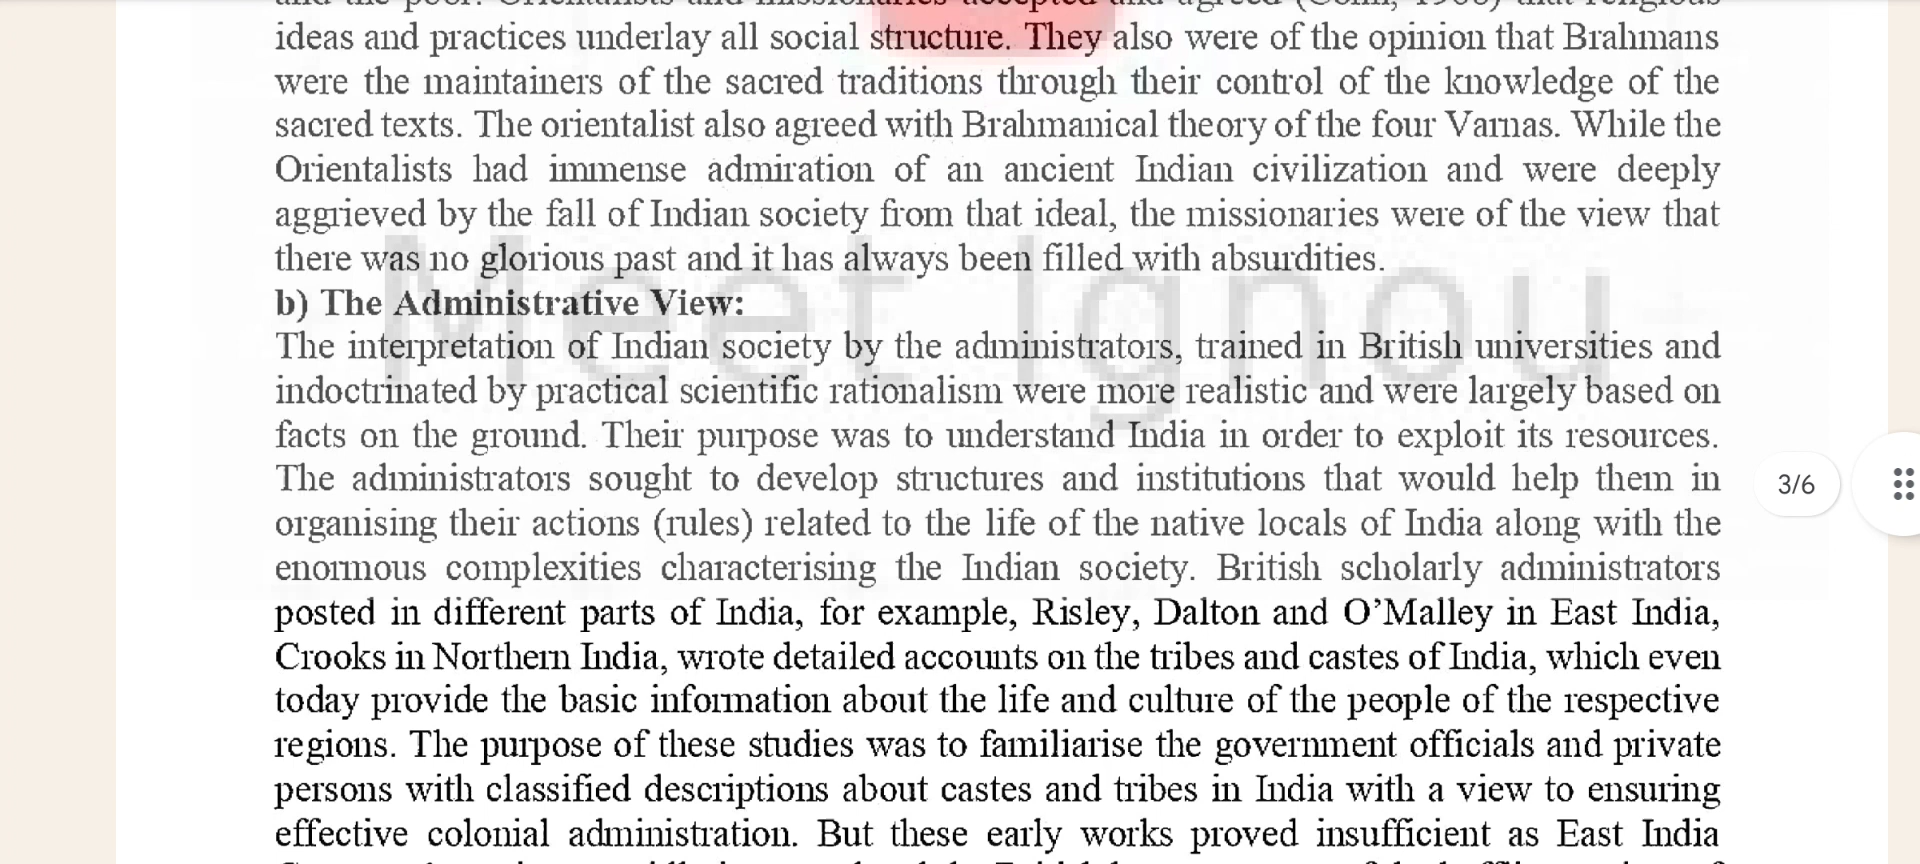 and the poor. Orientalists and missionaries accepted and agreed (Cohn, 1968) that religious
ideas and practices underlay all social structure. They also were of the opinion that Brahmans
were the maintainers of the sacred traditions through their control of the knowledge of the
sacred texts. The orientalist also agreed with Brahmanical theory of the four Varnas. While the
Orientalists had immense admiration of an ancient Indian civilization and were deeply
aggrieved by the fall of Indian society from that ideal, the missionaries were of the view that
there was no glorious past and it has always been filled with absurdities.
b) The Administrative View:
The interpretation of Indian society by the administrators, trained in British universities and
indoctrinated by practical scientific rationalism were more realistic and were largely based on
facts on the ground. Their purpose was to understand India in order to exploit its resources.
The administrators sought to develop structures and institutions that would help them in
organising their actions (rules) related to the life of the native locals of India along with the
enormous complexities characterising the Indian society. British scholarly administrators
posted in different parts of India, for example, Risley, Dalton and O'Malley in East India,
Crooks in Northern India, wrote detailed accounts on the tribes and castes of India, which even
today provide the basic information about the life and culture of the people of the respective
regions. The purpose of these studies was to familiarise the government officials and private
persons with classified descriptions about castes and tribes in India with a view to ensuring
effective colonial administration. But these early works proved insufficient as East India
Meet Ignou
3/6